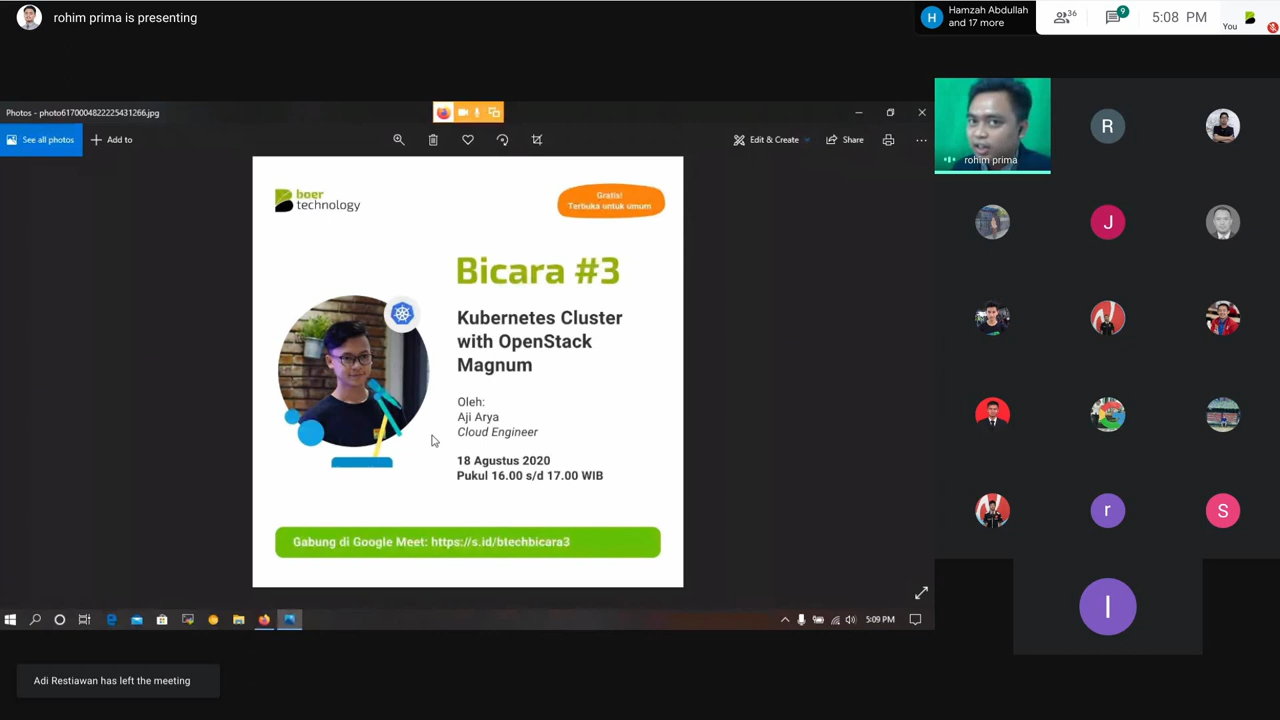 rohim prima is presenting
Hamzah Abdullah
and 17 more
36
9
5:08 PM
You
Photos - photo6170004822225431266.jpg
See all photos
Add to
Edit & Create
Share
boer
technology
Gratis!
Terbuka untuk umum
Bicara #3
Kubernetes Cluster
with OpenStack
Magnum
Oleh:
Aji Arya
Cloud Engineer
18 Agustus 2020
Pukul 16.00 s/d 17.00 WIB
Gabung di Google Meet: https://s.id/btechbicara3
rohim prima
R
J
r
S
I
5:09 PM
Adi Restiawan has left the meeting